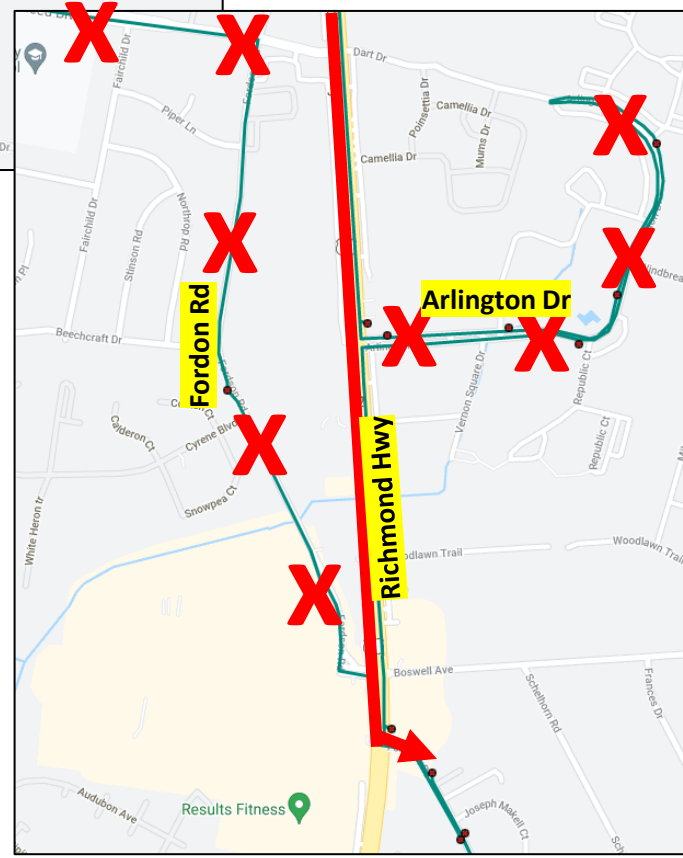 Dart Dr
Fairchild Dr
Piper Ln
Camellia Dr
Poinsettia Dr
Mums Dr
Camellia Dr
Northrop Rd
Stinson Rd
Fairchild Dr
Arlington Dr
Fordon Rd
Beechcraft Dr
Vernon Square Dr
Republic Ct
Fordson Rd
Calderon Ct
Cyrene Blvd
Snowpea Ct
Republic Ct
Richmond Hwy
White Heron tr
Woodlawn Trail
Boswell Ave
Schelhorn Rd
Frances Dr
Results Fitness
Audubon Ave
Joseph Makell Ct